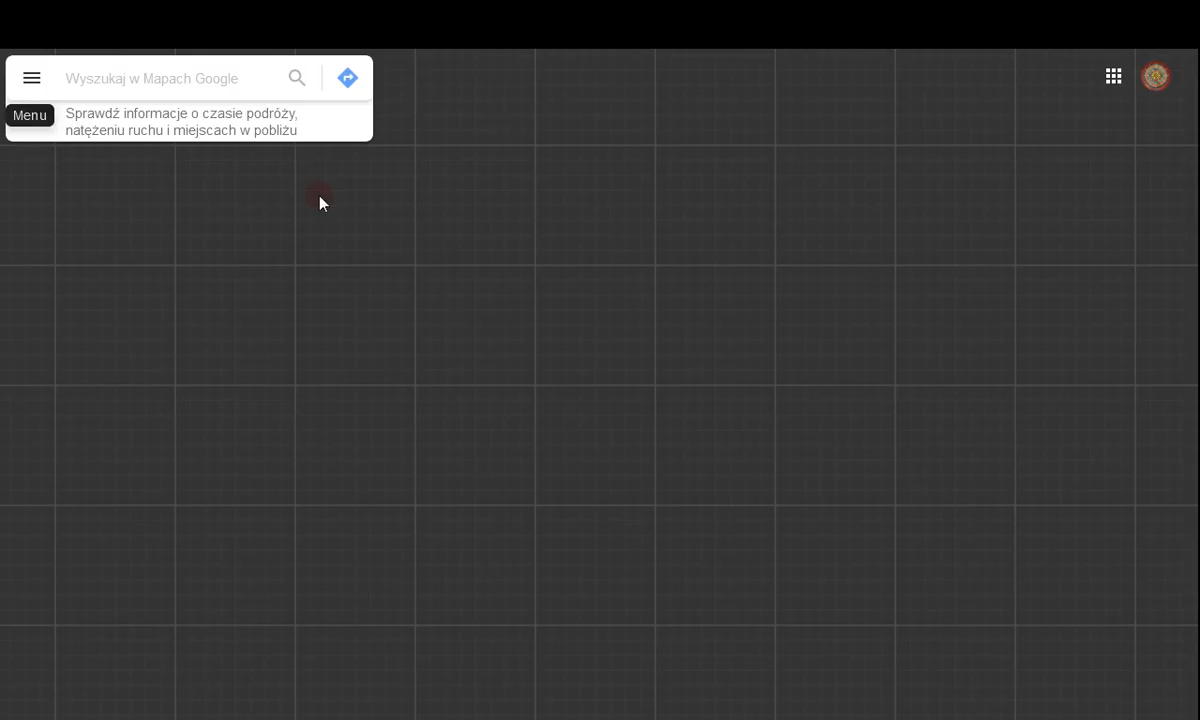 Wyszukaj w Mapach Google
Menu
Sprawdź informacje o czasie podróży,
natężeniu ruchu i miejscach w pobliżu